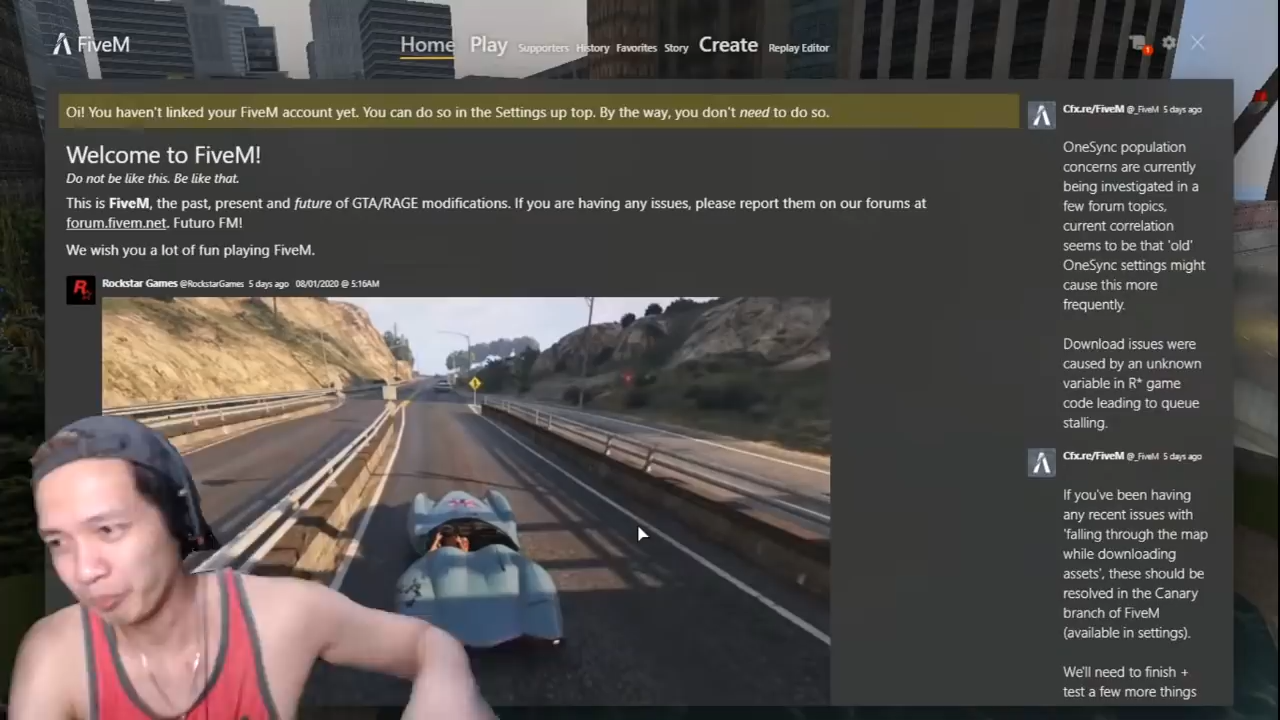 FiveM
Home Play Supporters History Favorites Story Create Replay Editor
1
Oi! You haven't linked your FiveM account yet. You can do so in the Settings up top. By the way, you don't need to do so.
Welcome to FiveM!
Do not be like this. Be like that.
This is FiveM, the past, present and future of GTA/RAGE modifications. If you are having any issues, please report them on our forums at
forum.fivem.net. Futuro FM!
We wish you a lot of fun playing FiveM.
Rockstar Games @RockstarGames 5 days ago 08/01/2020 @ 5:16AM
Cfx.re/FiveM @_FiveM 5 days ago
OneSync population
concerns are currently
being investigated in a
few forum topics,
current correlation
seems to be that 'old'
OneSync settings might
cause this more
frequently.
Download issues were
caused by an unknown
variable in R* game
code leading to queue
stalling.
Cfx.re/FiveM @_FiveM 5 days ago
If you've been having
any recent issues with
'falling through the map
while downloading
assets', these should be
resolved in the Canary
branch of FiveM
(available in settings).
We'll need to finish +
test a few more things